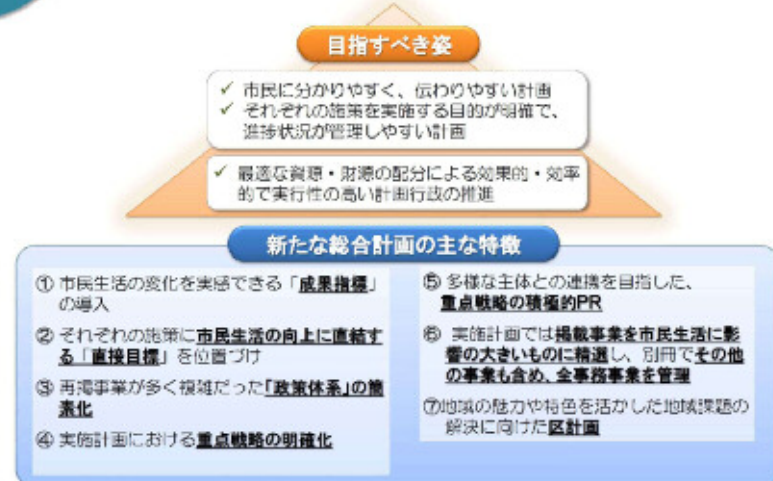 目指すべき姿
✓ 市民に分かりやすく、伝わりやすい計画
✓ それぞれの施策を実施する目的が明確で、
進捗状況が管理しやすい計画
✓ 最適な資源・財源の配分による効果的・効率
的で実行性の高い計画行政の推進
新たな総合計画の主な特徴
① 市民生活の変化を実感できる「成果指標」
の導入
② それぞれの施策に市民生活の向上に直結す
る「直接目標」を位置づけ
③ 再掲事業が多く複雑だった「政策体系」の簡
素化
④ 実施計画における重点戦略の明確化
⑤ 多様な主体との連携を目指した、
重点戦略の積極的PR
⑥ 実施計画では掲載事業を市民生活に影
響の大きいものに精選し、別冊でその他
の事業も含め、全事務事業を管理
⑦地域の魅力や特色を活かした地域課題の
解決に向けた区計画